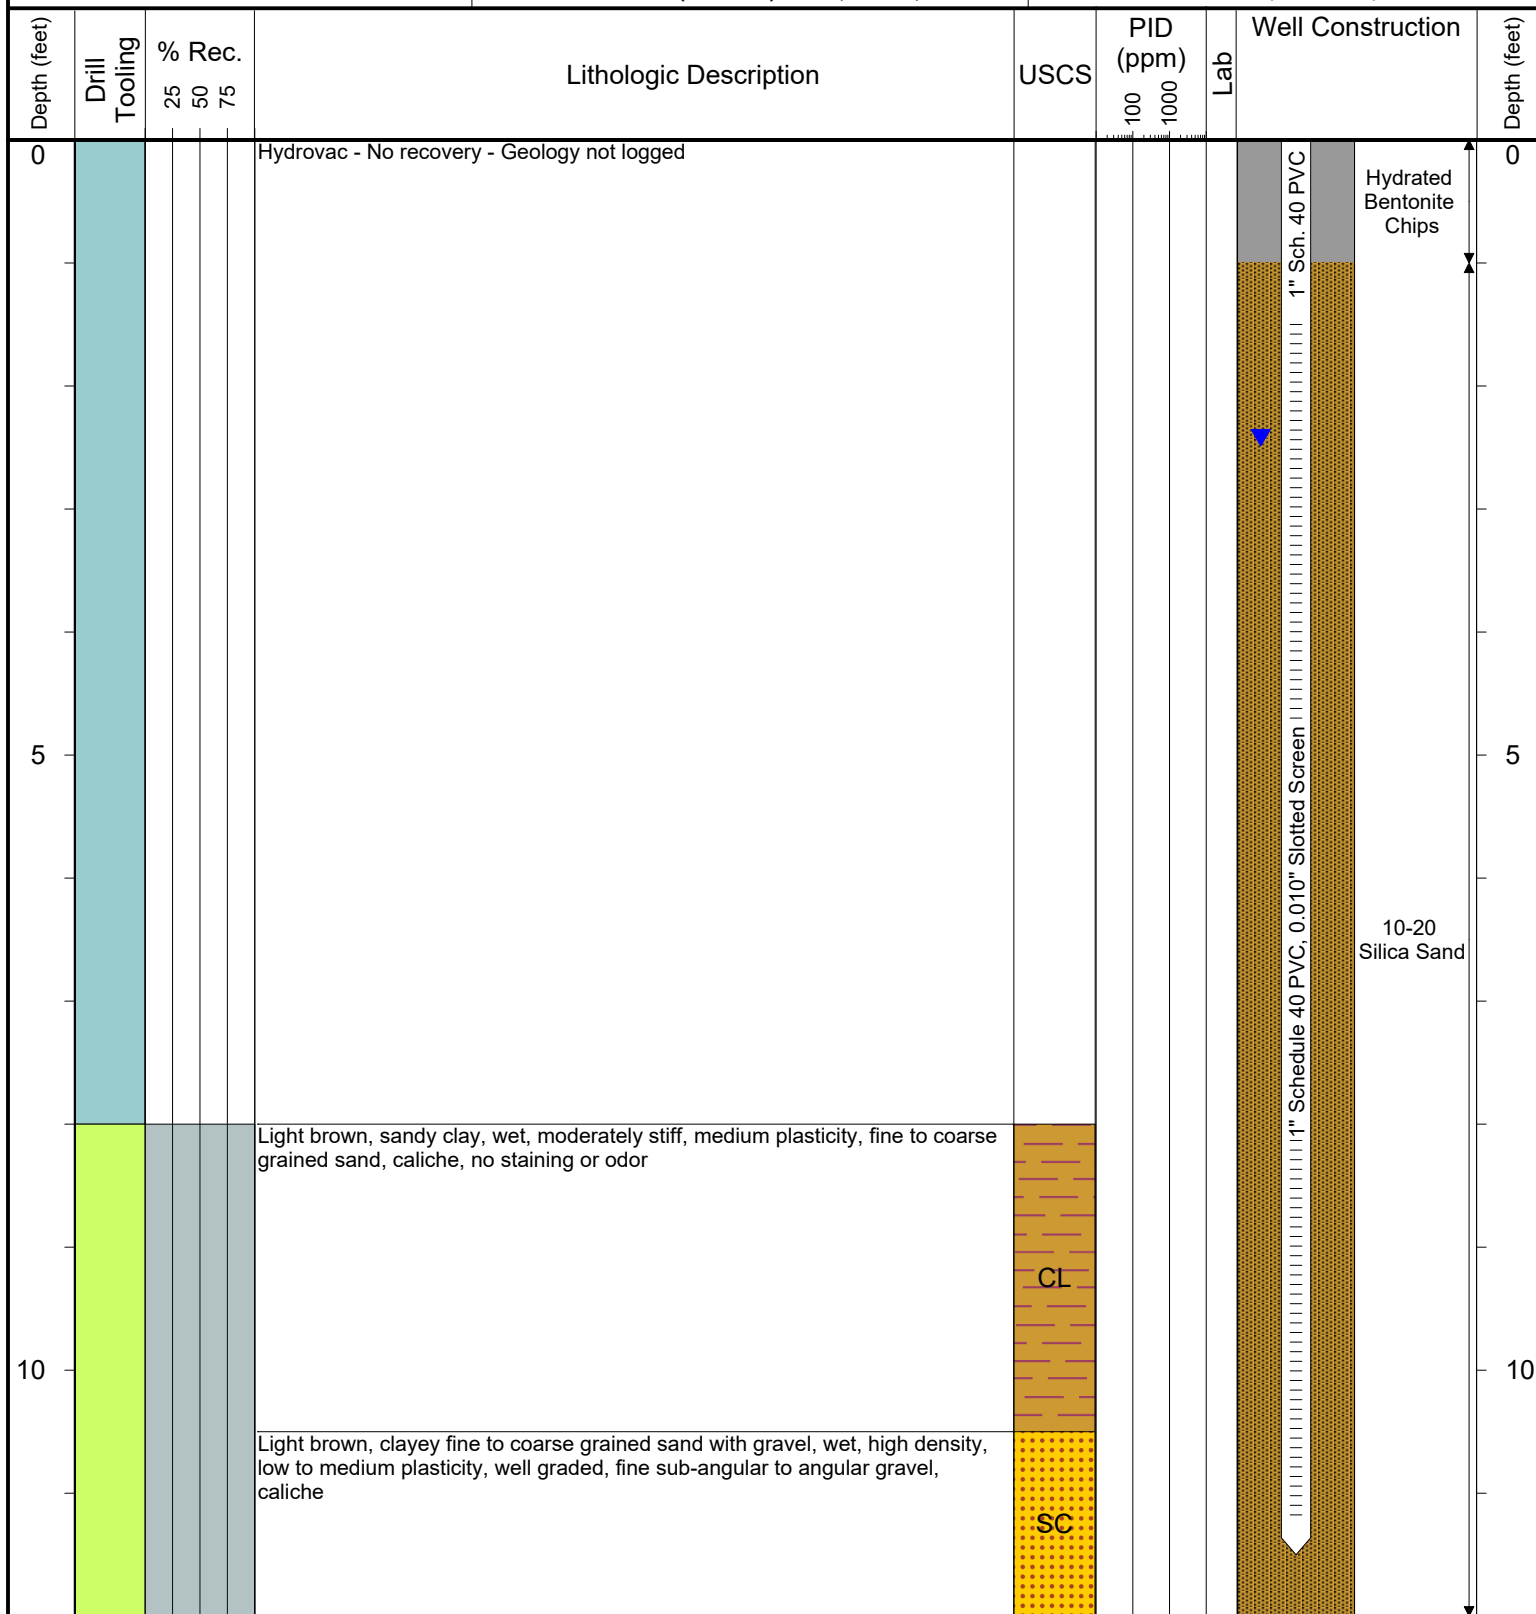 Depth (feet)
Drill
Tooling
% Rec.
25
50
75
Lithologic Description
USCS
PID
(ppm)
100
1000
Lab
Well Construction
Depth (feet)
0
Hydrovac - No recovery - Geology not logged
1" Sch. 40 PVC
Hydrated
Bentonite
Chips
0
5
1" Schedule 40 PVC, 0.010" Slotted Screen
5
10-20
Silica Sand
Light brown, sandy clay, wet, moderately stiff, medium plasticity, fine to coarse
grained sand, caliche, no staining or odor
CL
10
10
Light brown, clayey fine to coarse grained sand with gravel, wet, high density,
low to medium plasticity, well graded, fine sub-angular to angular gravel,
caliche
SC